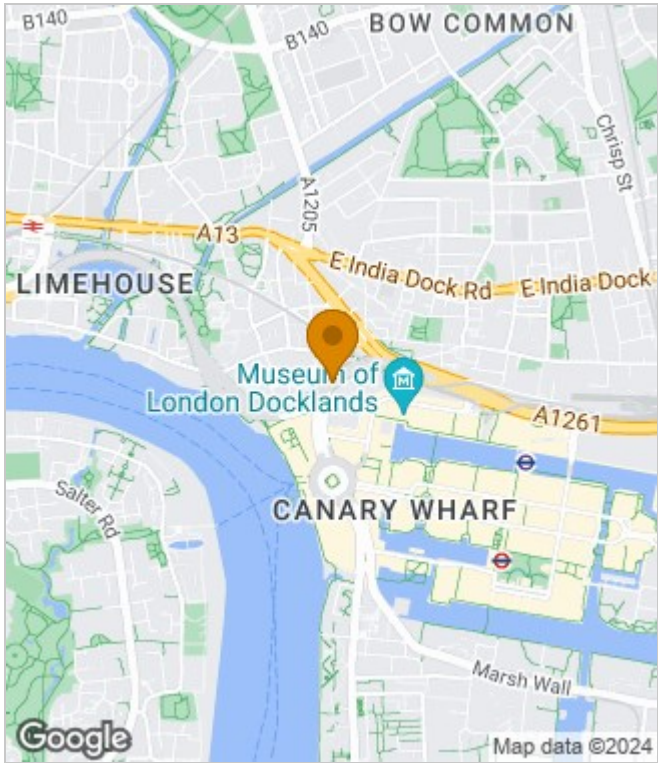 B140
B140
BOW COMMON
Chrisp St
A1205
A13
E India Dock Rd
E India Dock
LIMEHOUSE
Museum of
London Docklands
A1261
Salter Rd
CANARY WHARF
Marsh Wall
Google
Map data ©2024